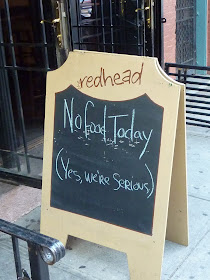 redhead
No Food Today
(Yes, We're Serious)